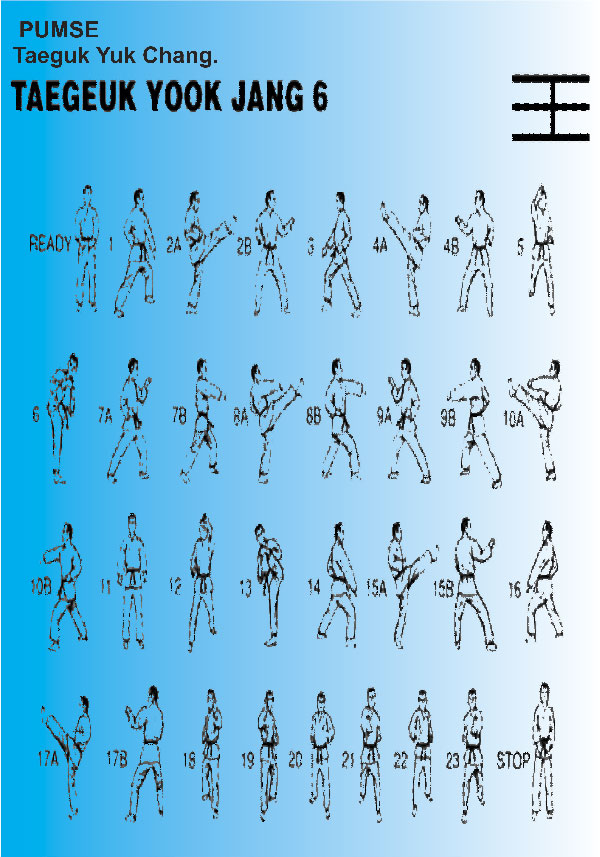 PUMSE
Taeguk Yuk Chang.
TAEGEUK YOOK JANG 6
READY 1 2A 2B 3 4A 4B 5
6 7A 7B 8A 8B 9A 9B 10A
10B 11 12 13 14 15A 15B 16
17A 17B 18 19 20 21 22 23 STOP